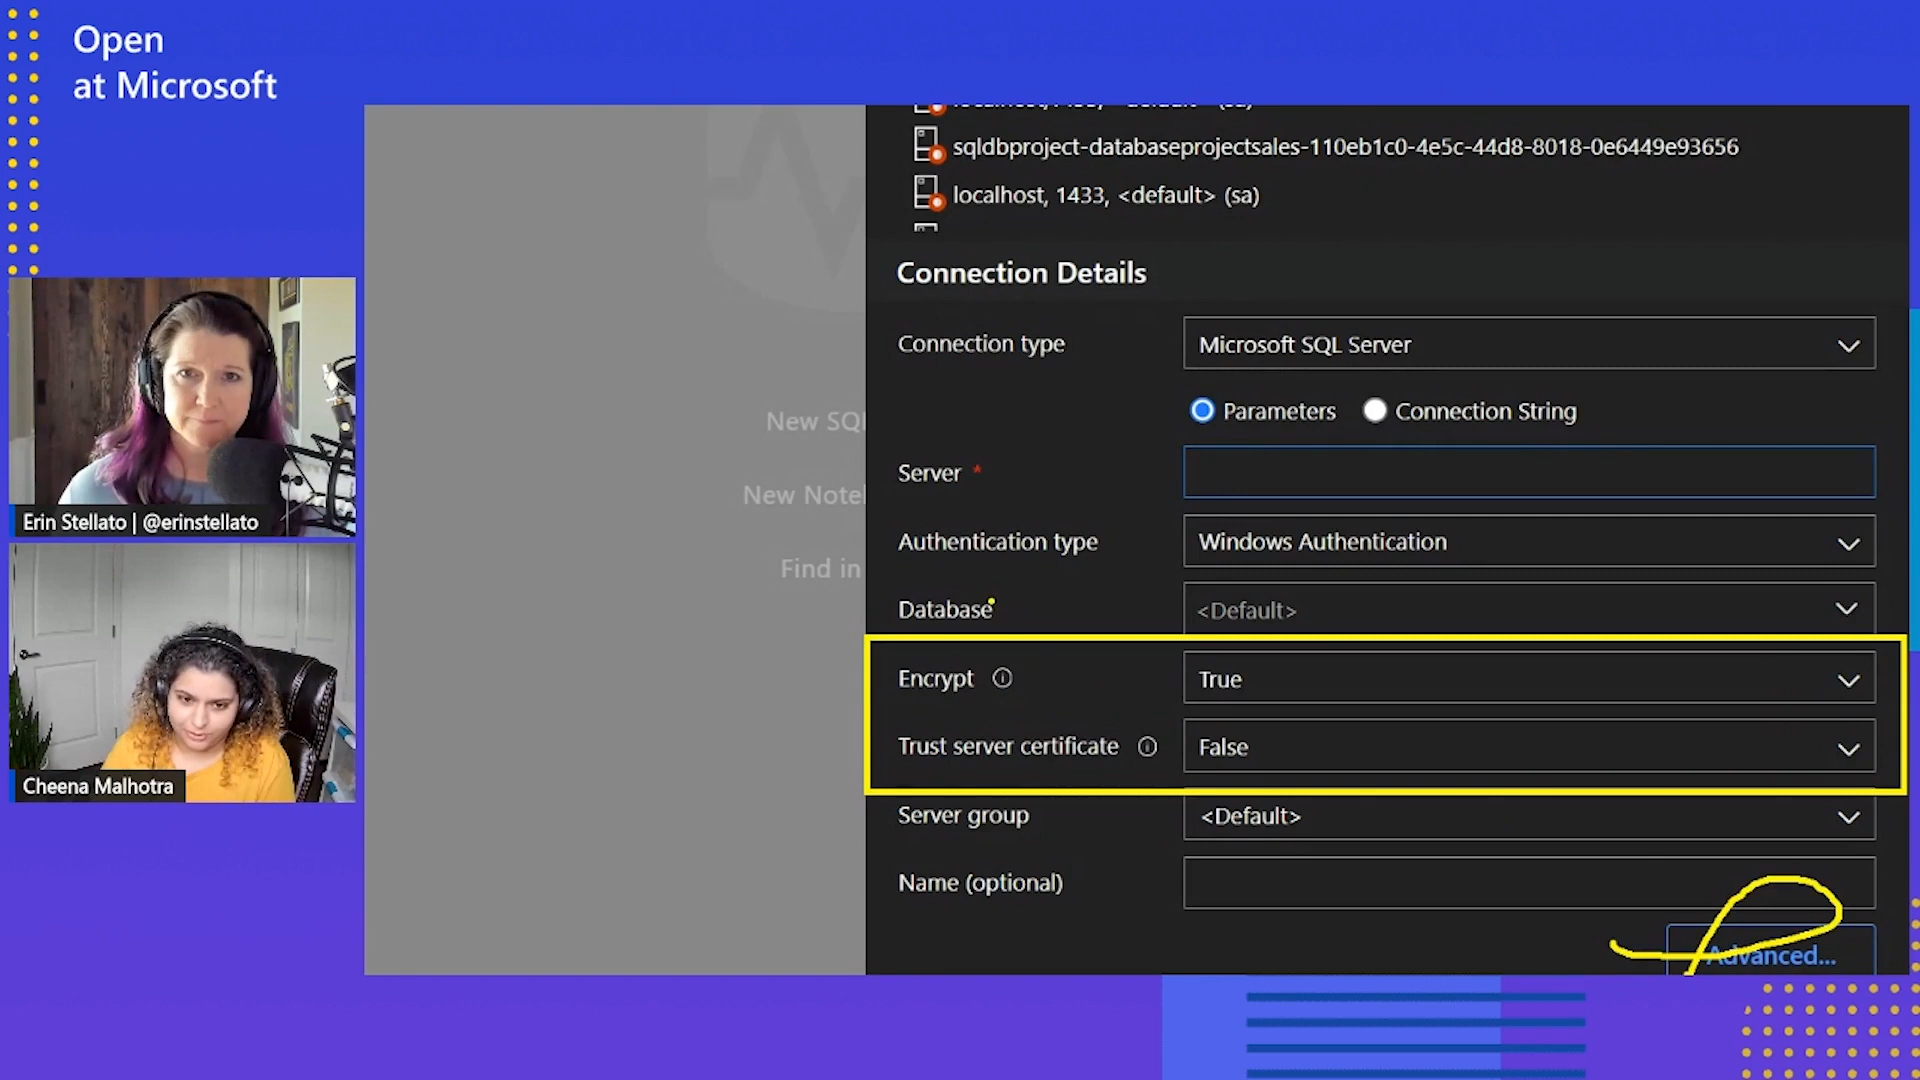 Open
at Microsoft
sqldbproject-databaseprojectsales-110eb1c0-4e5c-44d8-8018-0e6449e93656
localhost, 1433, <default> (sa)
Connection Details
Connection type
Microsoft SQL Server
Parameters
Connection String
Server *
Authentication type
Windows Authentication
Database
<Default>
Encrypt
True
Trust server certificate
False
Server group
<Default>
Name (optional)
Advanced...
New SQ
New Note
Find in
Erin Stellato | @erinstellato
Cheena Malhotra